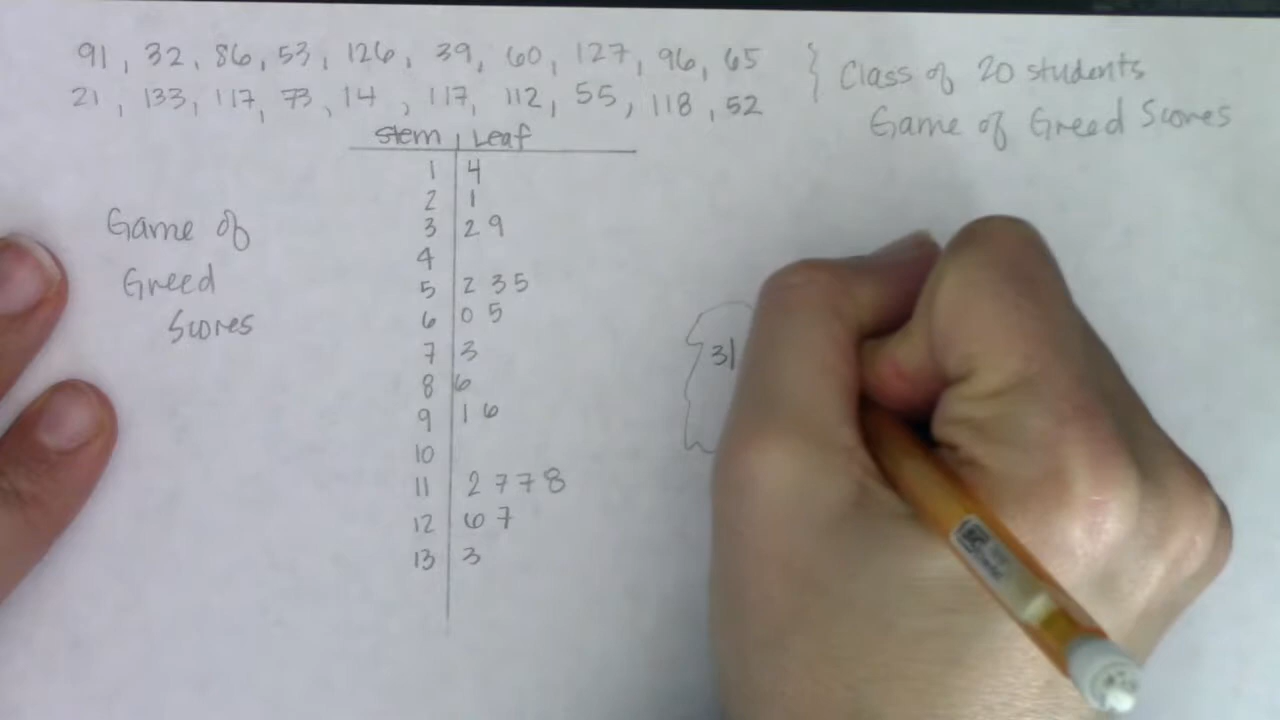 91, 32, 86, 53, 126, 39, 60, 127, 96, 65
21, 133, 117, 73, 14, 117, 112, 55, 118, 52
} Class of 20 students
Game of Greed Scores
Stem | Leaf
1 | 4
2 | 1
3 | 2 9
4 |
5 | 2 3 5
6 | 0 5
7 | 3
8 | 6
9 | 1 6
10 |
11 | 2 7 7 8
12 | 6 7
13 | 3
Game of
Greed
Scores
3|